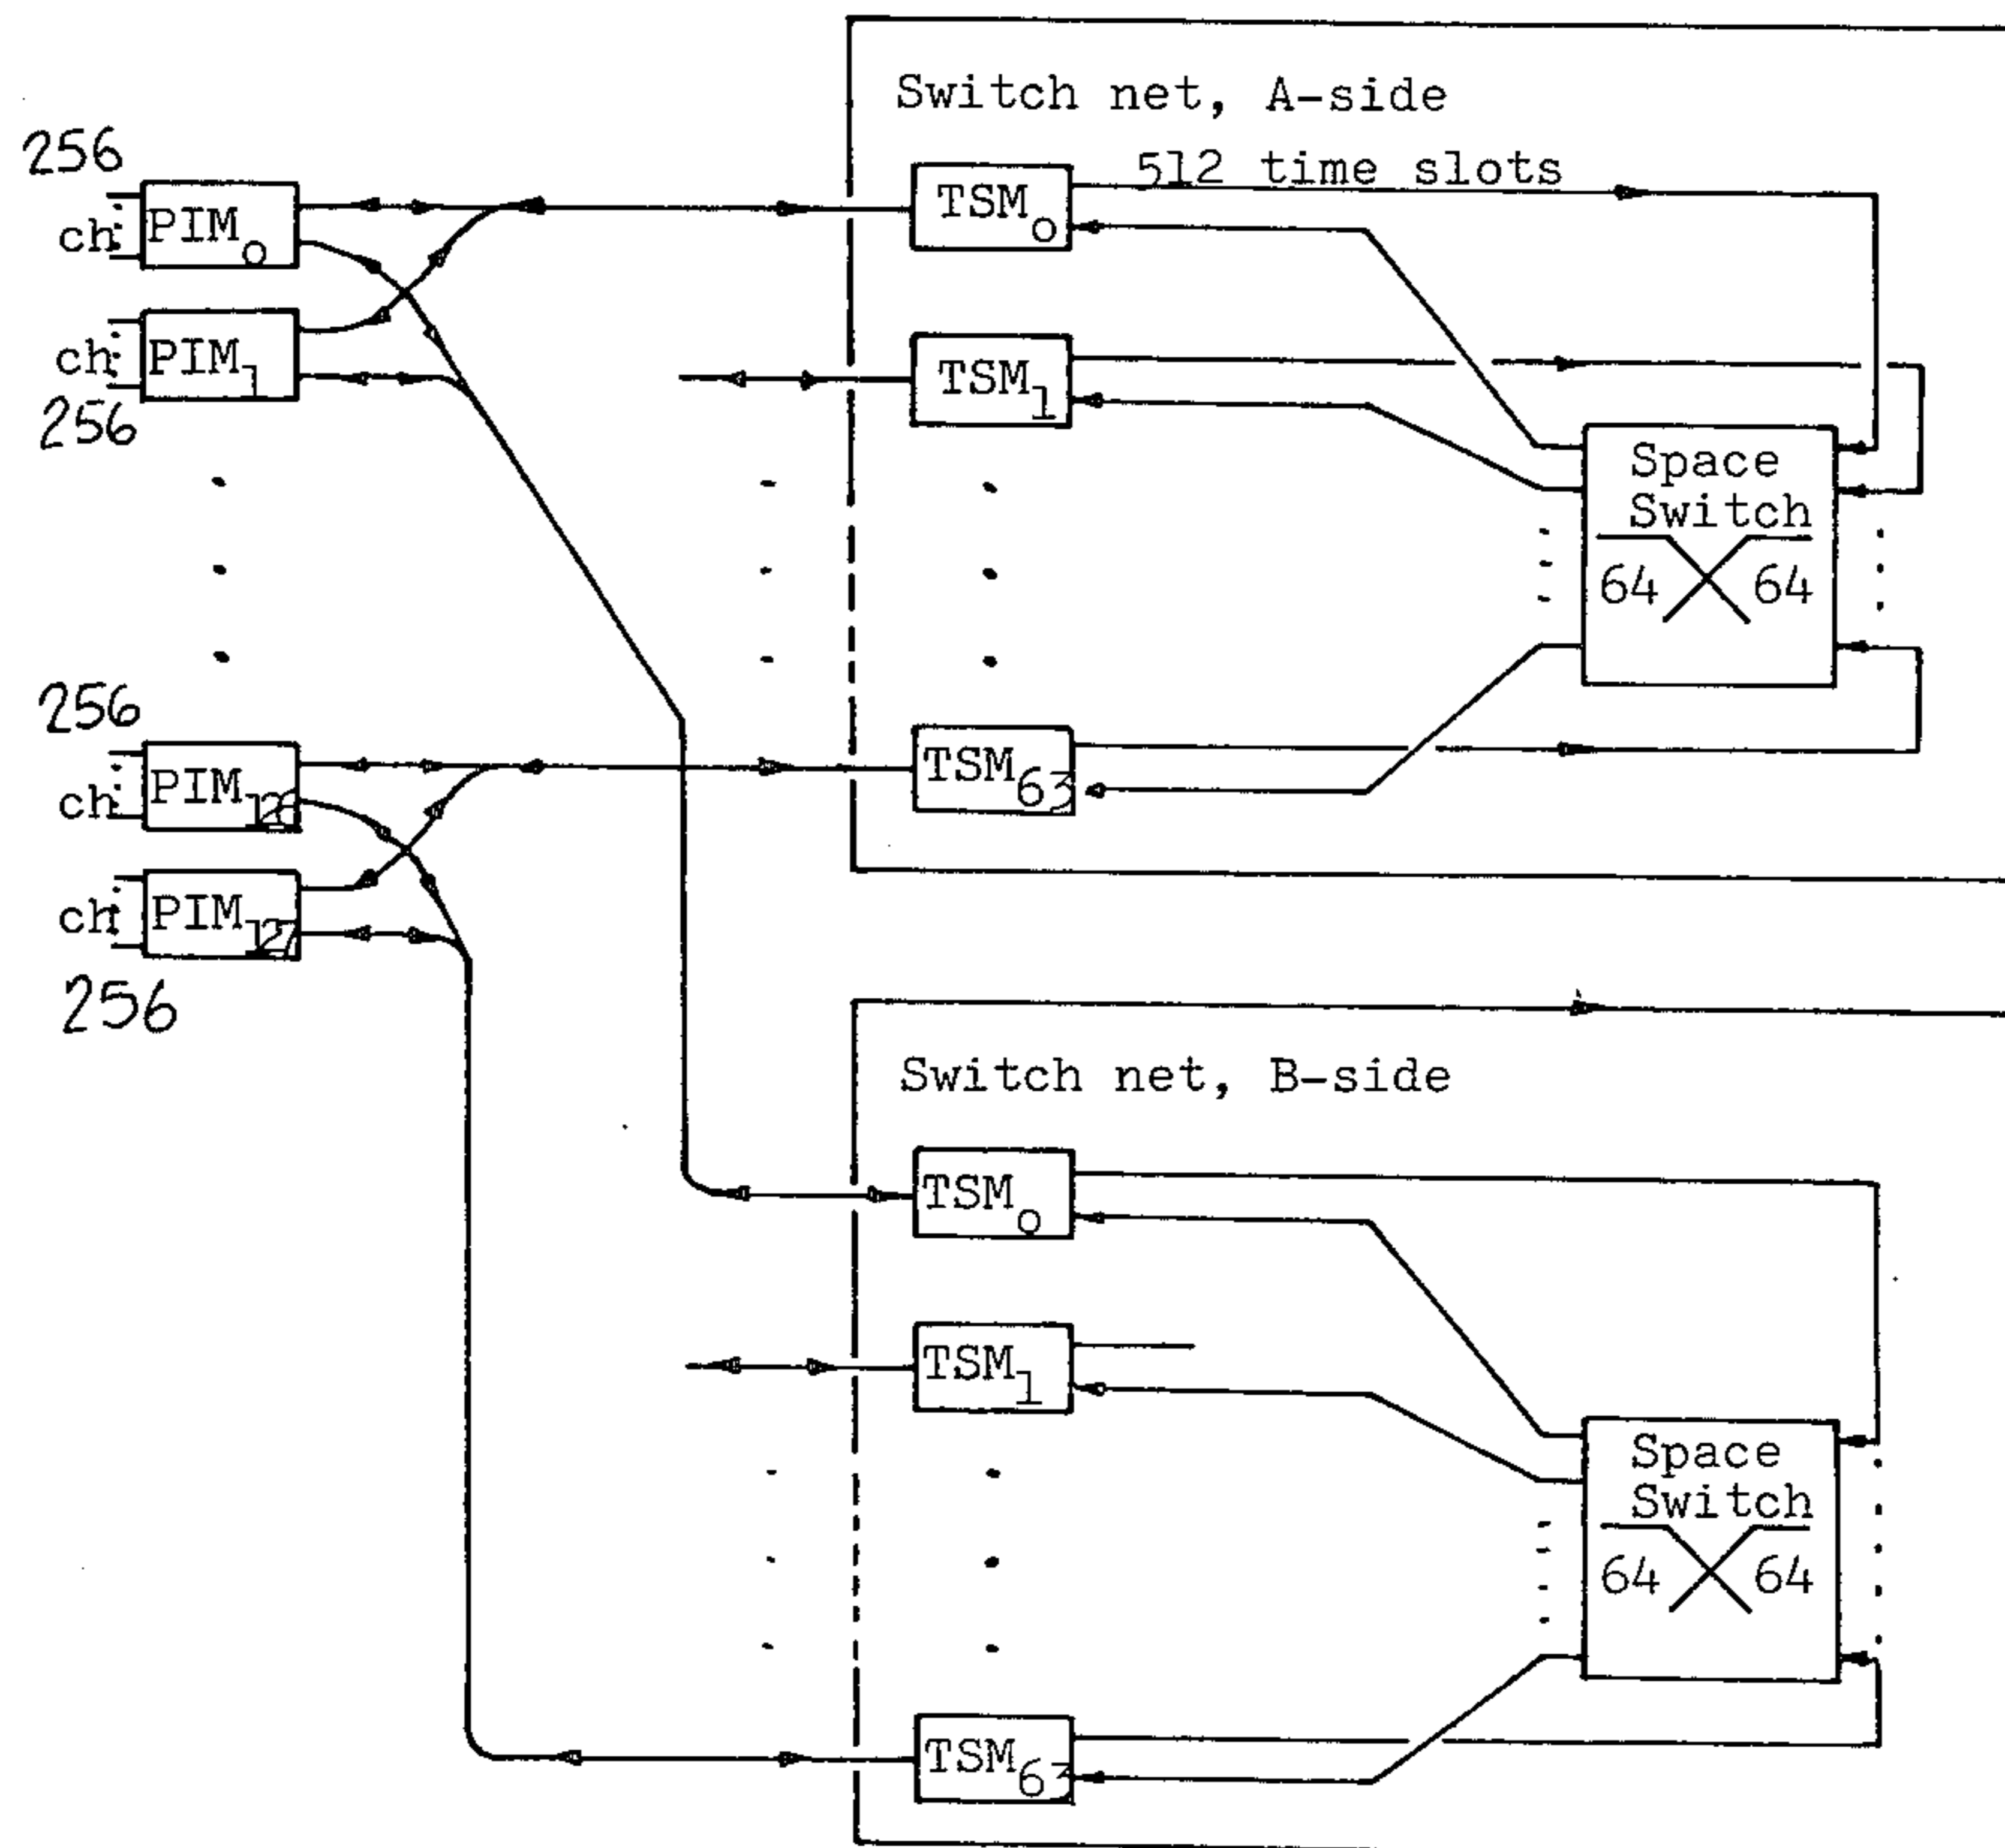 Switch net, A-side
512 time slots
256
ch PIM0
ch PIM1
256
TSM0
TSM1
Space
Switch
64 64
256
ch PIM126
ch PIM127
256
TSM63
Switch net, B-side
TSM0
TSM1
Space
Switch
64 64
TSM63